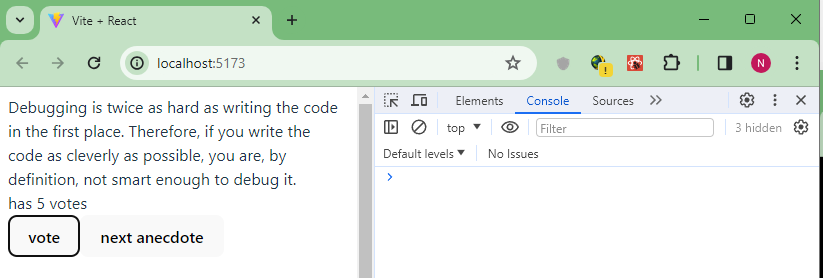 Vite + React
localhost:5173
N
Debugging is twice as hard as writing the code
in the first place. Therefore, if you write the
code as cleverly as possible, you are, by
definition, not smart enough to debug it.
has 5 votes
vote next anecdote
Elements Console Sources
top Filter 3 hidden
Default levels No Issues